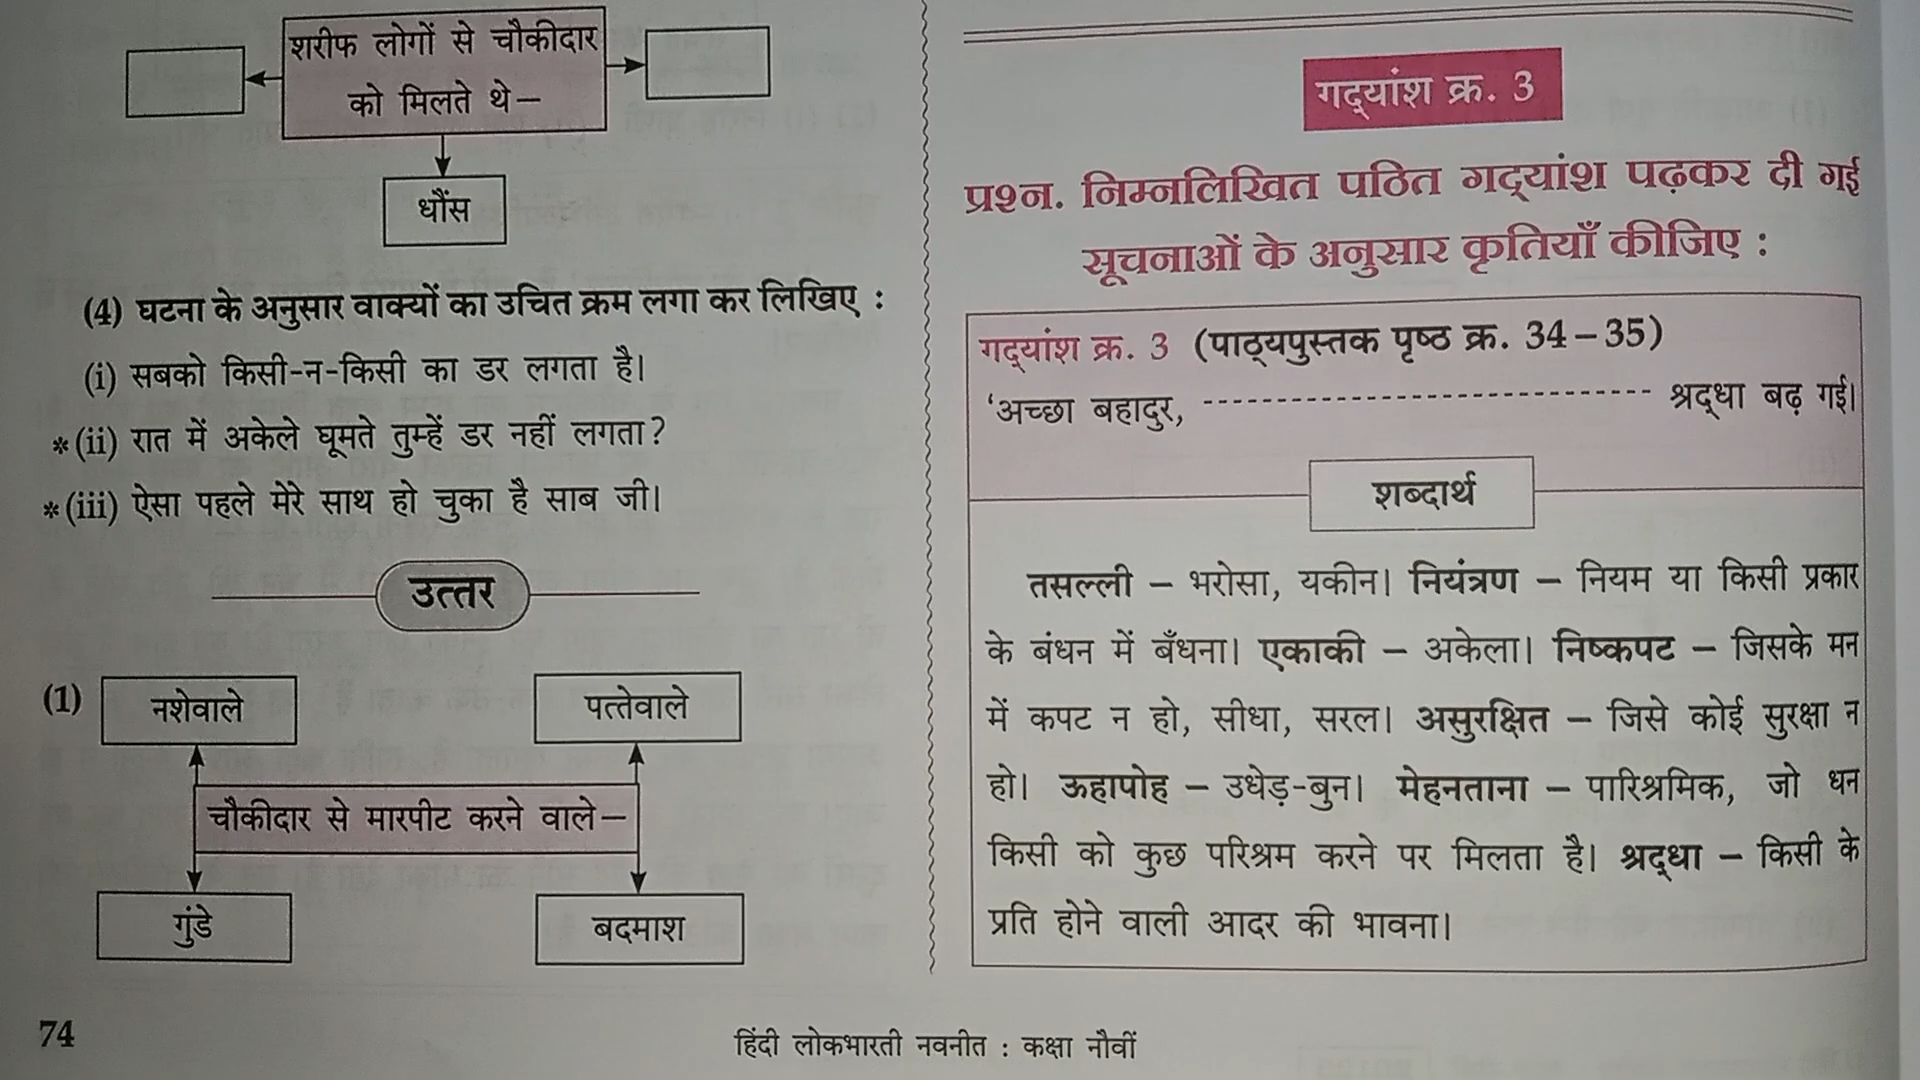 शरीफ लोगों से चौकीदार
को मिलते थे–
धौंस
(4) घटना के अनुसार वाक्यों का उचित क्रम लगा कर लिखिए :
(i) सबको किसी-न-किसी का डर लगता है।
*(ii) रात में अकेले घूमते तुम्हें डर नहीं लगता?
*(iii) ऐसा पहले मेरे साथ हो चुका है साब जी।
उत्तर
(1) नशेवाले पत्तेवाले
चौकीदार से मारपीट करने वाले–
गुंडे बदमाश
74
गद्‌यांश क्र. 3
प्रश्न. निम्नलिखित पठित गद्‌यांश पढ़कर दी गई
सूचनाओं के अनुसार कृतियाँ कीजिए :
गद्‌यांश क्र. 3 (पाठ्यपुस्तक पृष्ठ क्र. 34 – 35)
‘अच्छा बहादुर, ------------------------------ श्रद्‌धा बढ़ गई।
शब्दार्थ
तसल्ली – भरोसा, यकीन। नियंत्रण – नियम या किसी प्रकार
के बंधन में बँधना। एकाकी – अकेला। निष्कपट – जिसके मन
में कपट न हो, सीधा, सरल। असुरक्षित – जिसे कोई सुरक्षा न
हो। ऊहापोह – उधेड़-बुन। मेहनताना – पारिश्रमिक, जो धन
किसी को कुछ परिश्रम करने पर मिलता है। श्रद्‌धा – किसी के
प्रति होने वाली आदर की भावना।
हिंदी लोकभारती नवनीत : कक्षा नौवीं